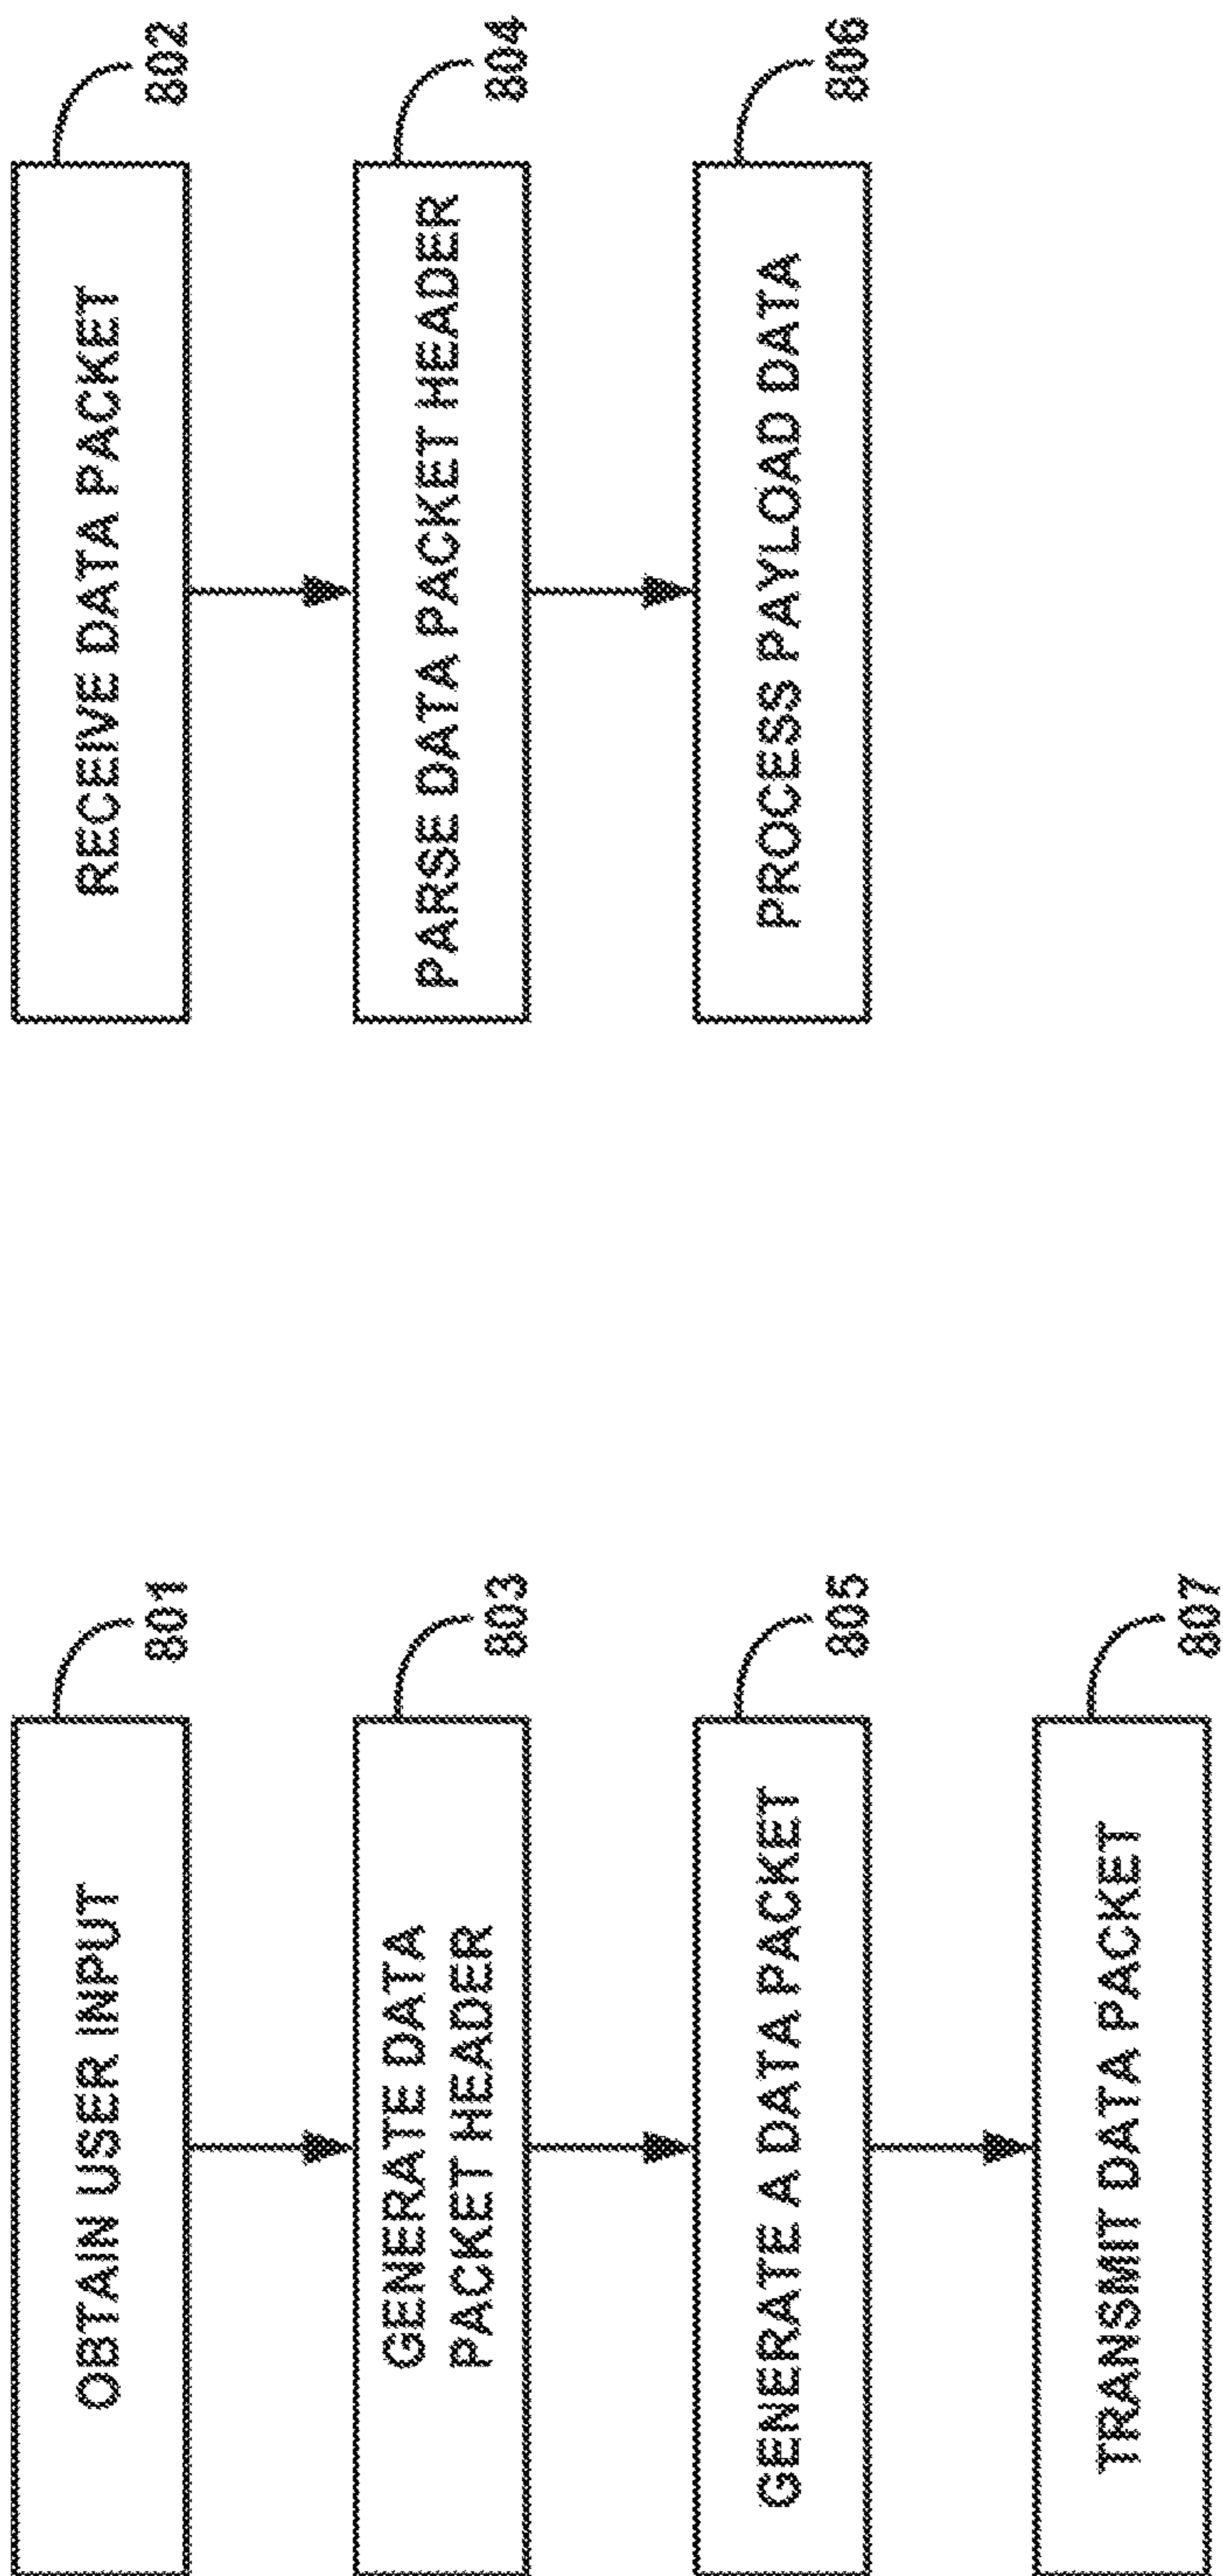 OBTAIN USER INPUT
801
GENERATE DATA
PACKET HEADER
803
GENERATE A DATA PACKET
805
TRANSMIT DATA PACKET
807
RECEIVE DATA PACKET
802
PARSE DATA PACKET HEADER
804
PROCESS PAYLOAD DATA
806